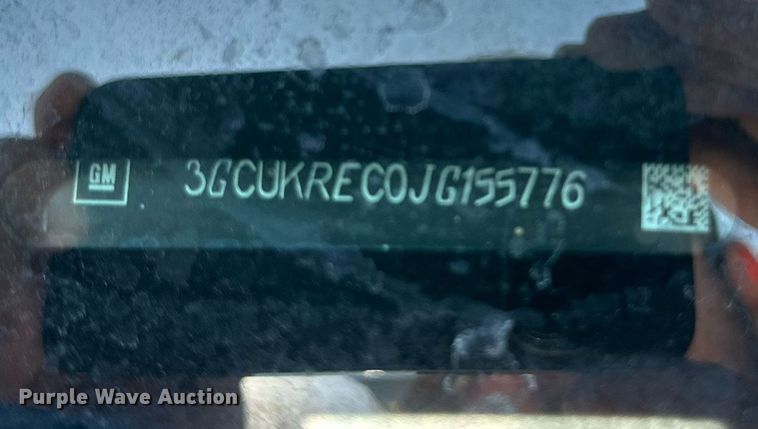 GM 3GCUKREC0JG155776
Purple Wave Auction